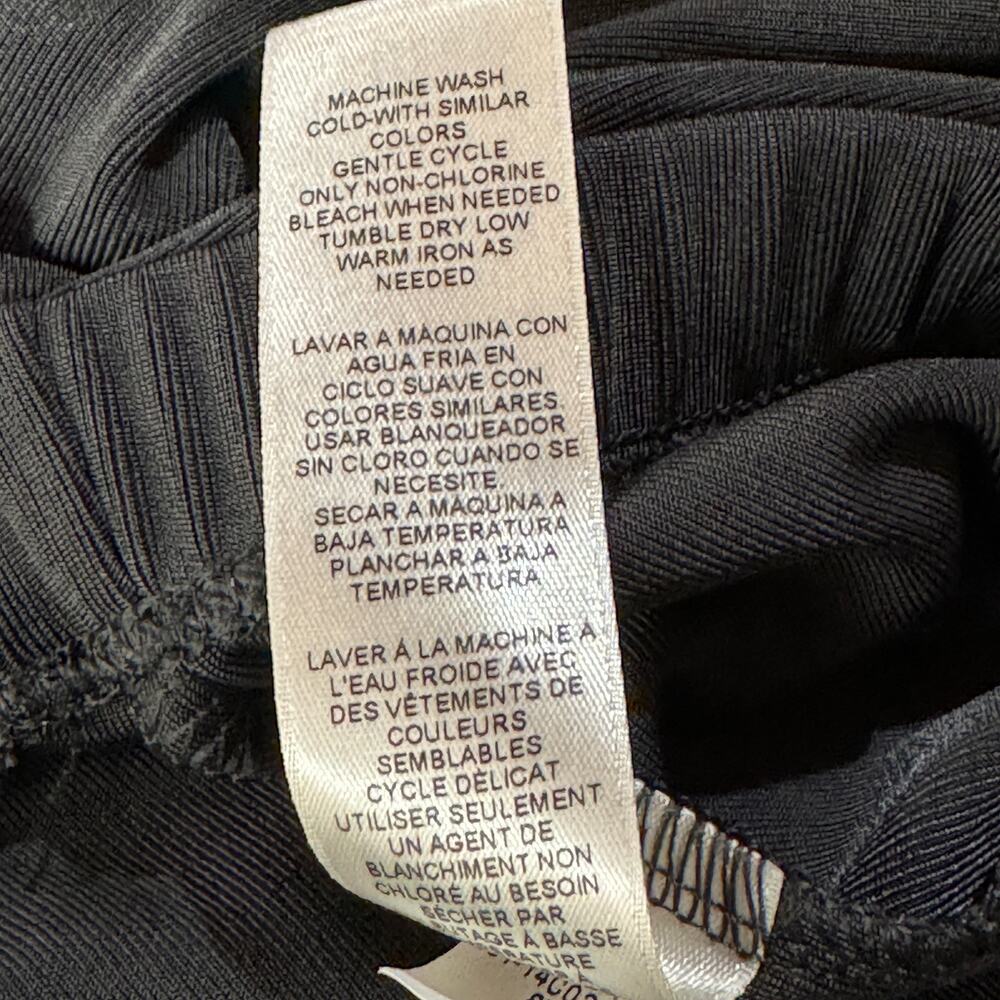 MACHINE WASH
COLD-WITH SIMILAR
COLORS
GENTLE CYCLE
ONLY NON-CHLORINE
BLEACH WHEN NEEDED
TUMBLE DRY LOW
WARM IRON AS
NEEDED
LAVAR A MAQUINA CON
AGUA FRIA EN
CICLO SUAVE CON
COLORES SIMILARES
USAR BLANQUEADOR
SIN CLORO CUANDO SE
NECESITE
SECAR A MAQUINA A
BAJA TEMPERATURA
PLANCHAR A BAJA
TEMPERATURA
LAVER Á LA MACHINE À
L'EAU FROIDE AVEC
DES VÊTEMENTS DE
COULEURS
SEMBLABLES
CYCLE DÉLICAT
UTILISER SEULEMENT
UN AGENT DE
BLANCHIMENT NON
CHLORÉ AU BESOIN
SÉCHER PAR
À BASSE